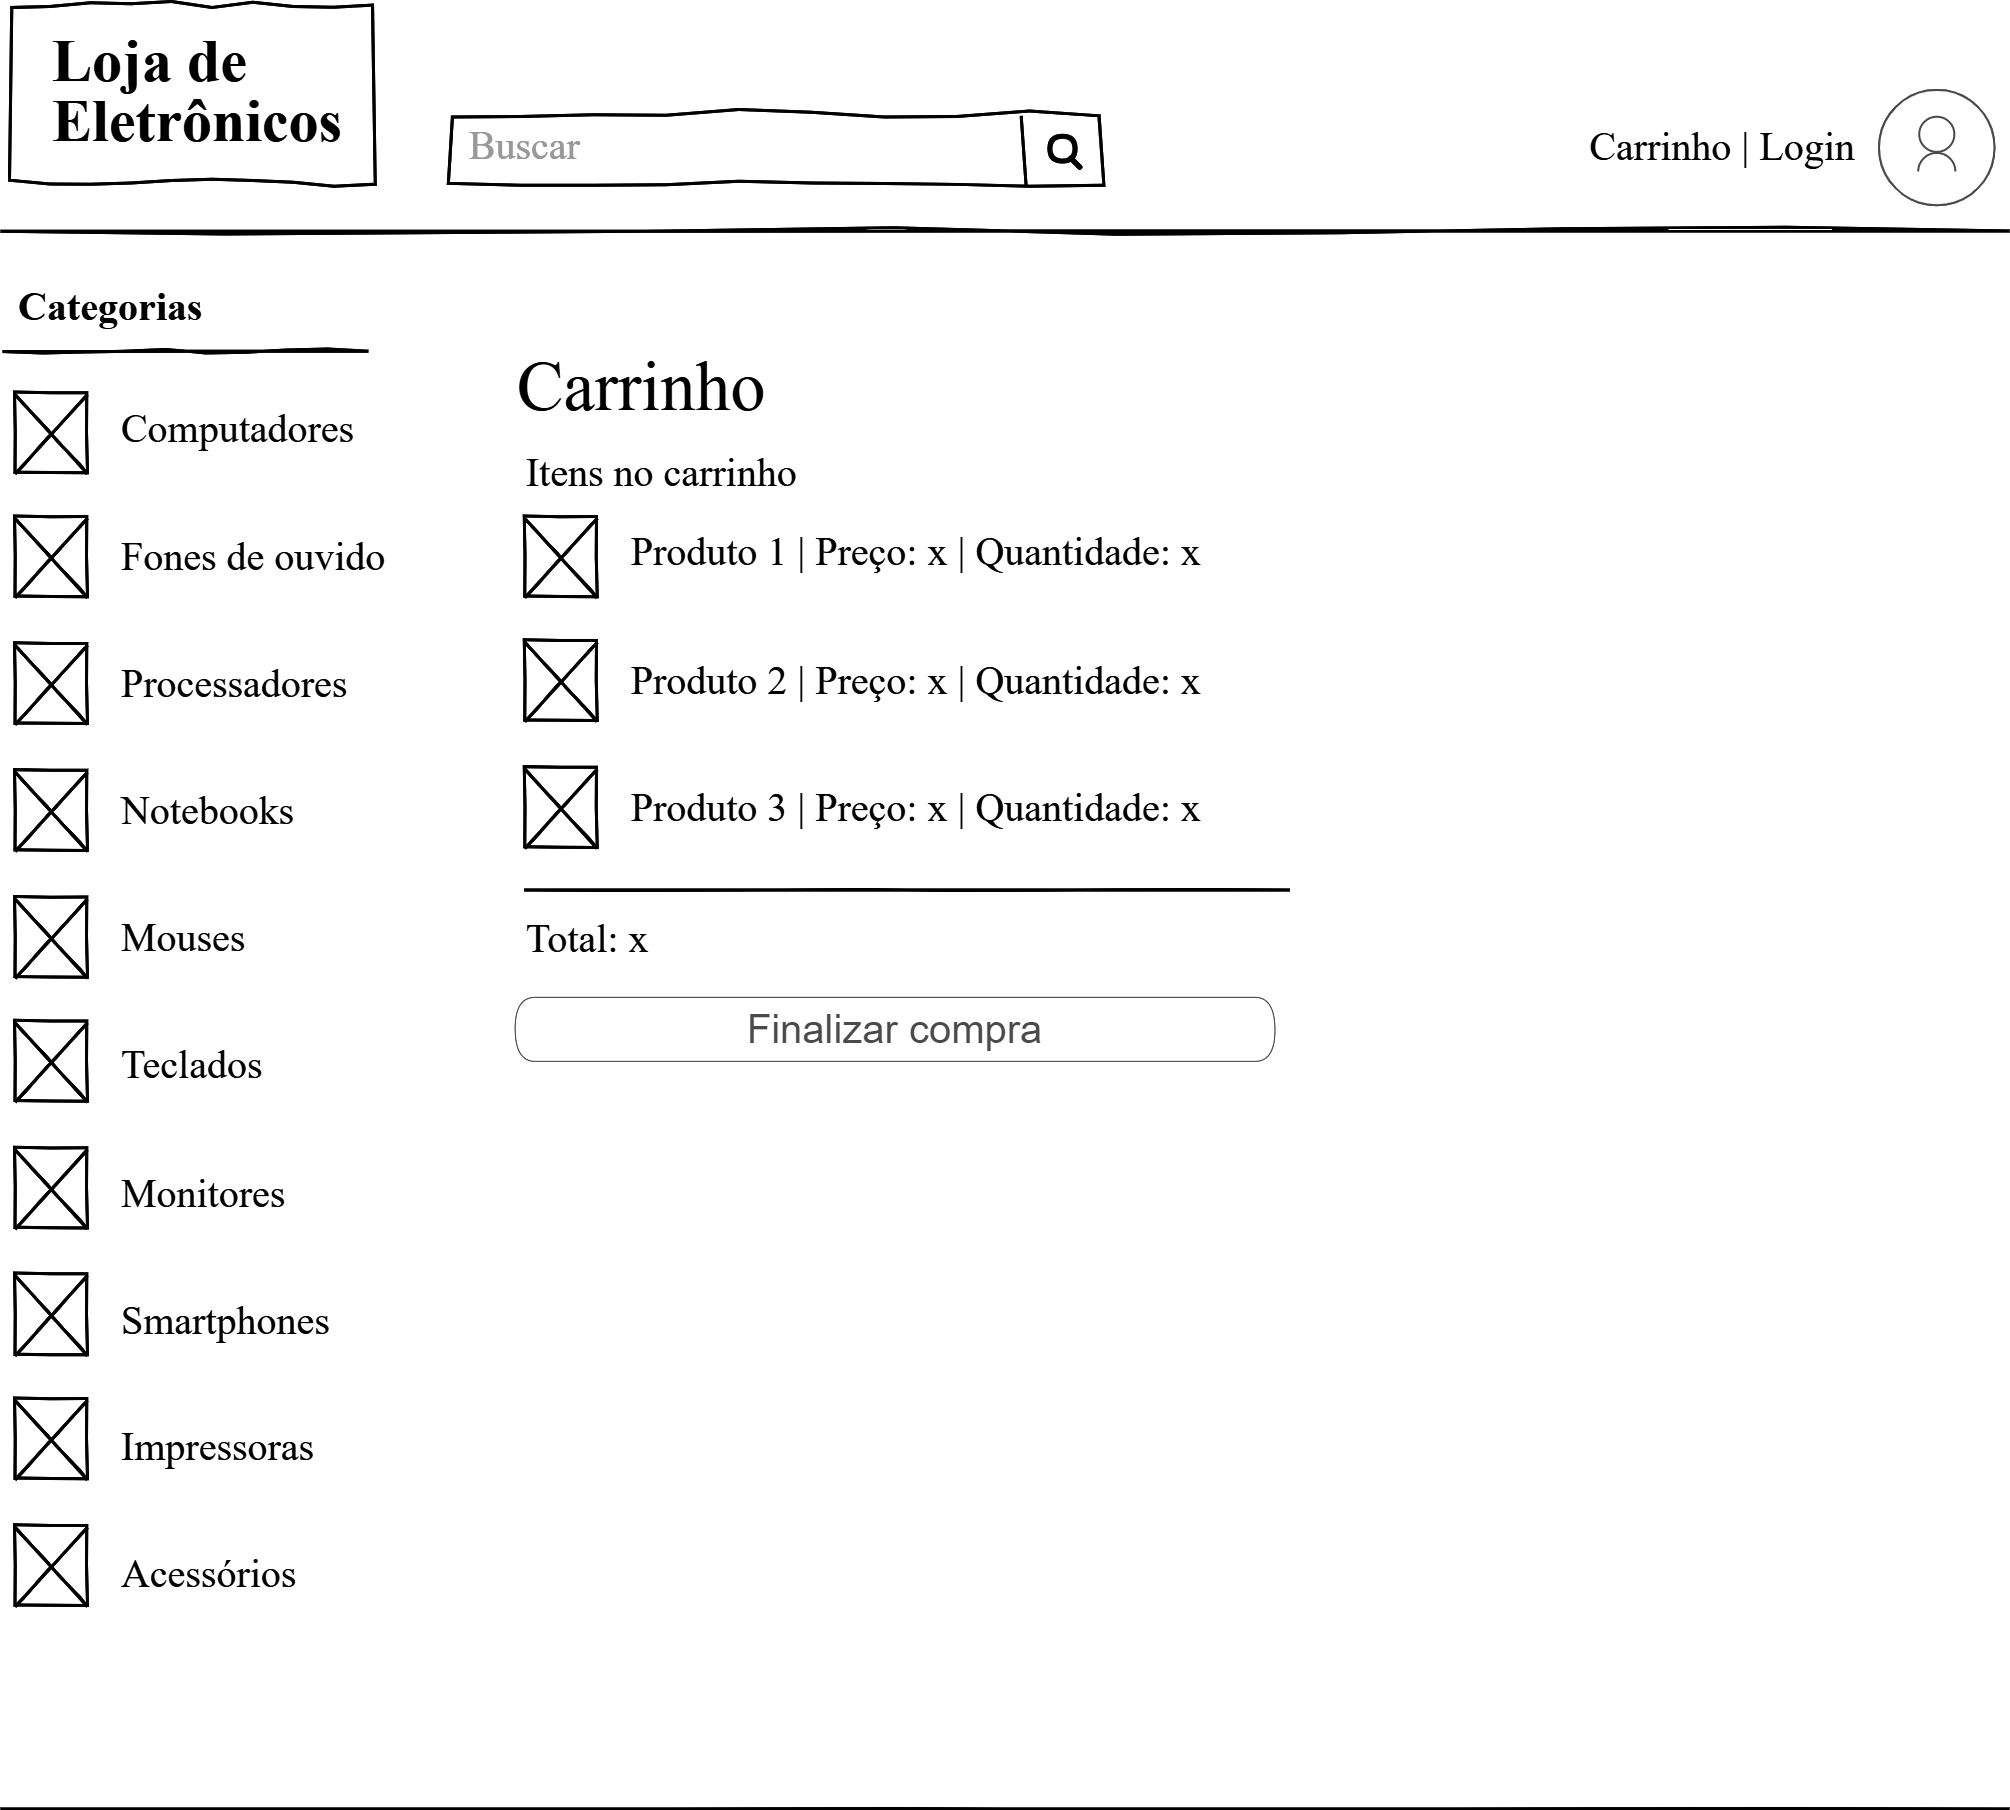 Loja de
Eletrônicos
Buscar
Carrinho | Login
Categorias
Computadores
Fones de ouvido
Processadores
Notebooks
Mouses
Teclados
Monitores
Smartphones
Impressoras
Acessórios
Carrinho
Itens no carrinho
Produto 1 | Preço: x | Quantidade: x
Produto 2 | Preço: x | Quantidade: x
Produto 3 | Preço: x | Quantidade: x
Total: x
Finalizar compra